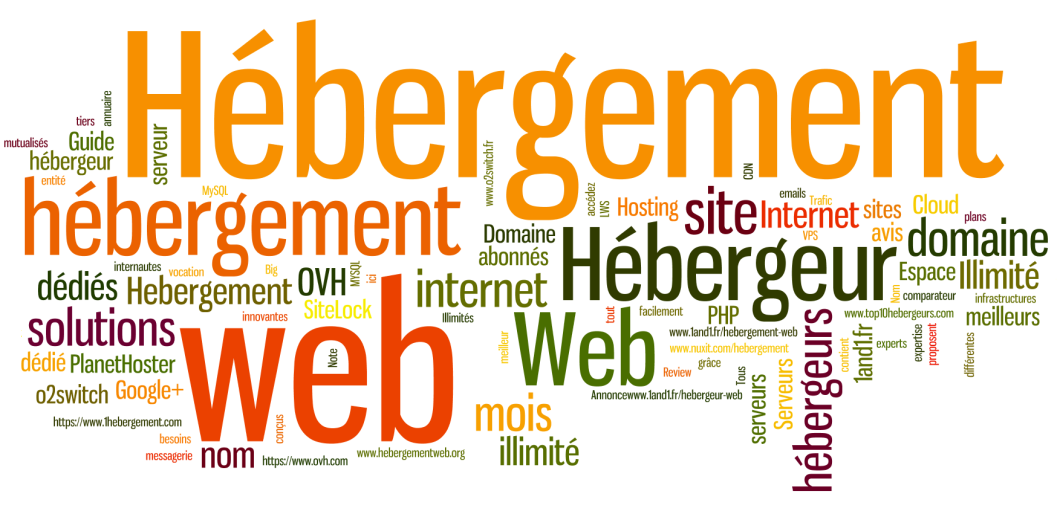 Hébergement
annuaire
tiers
mutualisés
Guide
serveur
hébergeur
entité
MySQL
www.o2switch.fr
CDN
hébergement
accédez
LWS
Hosting
site
emails
Trafic
Internet
VPS
sites
avis
Cloud
plans
domaine
Domaine
abonnés
Hébergeur
internautes
vocation
Big
OVH
MYSQL
ici
dédiés
Hebergement
internet
Espace
Illimité
Nom
comparateur
infrastructures
innovantes
SiteLock
Illimités
tout
facilement
PHP
www.top10hebergeurs.com
meilleurs
solutions
web
Note
meilleur
Web
www.1and1.fr/hebergement-web
hébergeurs
1and1.fr
contient
experts
expertise
proposent
différentes
www.nuxit.com/hebergement
dédié
PlanetHoster
grâce
Review
Tous
Serveurs
serveurs
o2switch
Google+
Annoncewww.1and1.fr/hebergeur-web
mois
https://www.1hebergement.com
besoins
conçus
messagerie
nom
https://www.ovh.com
www.hebergementweb.org
illimité